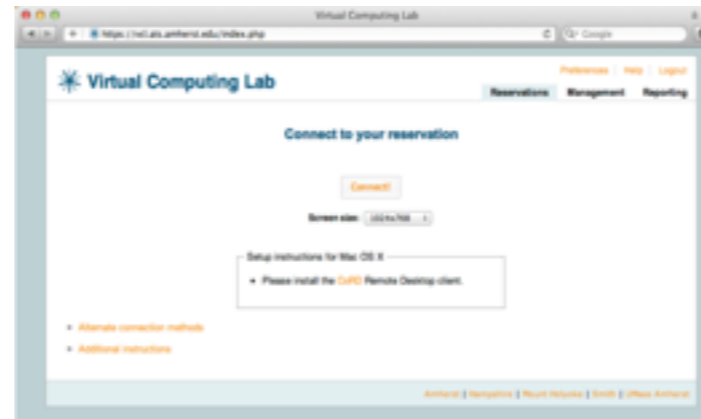 Virtual Computing Lab
https://vcl.ats.amherst.edu/index.php
Google
Preferences | Help | Logout
Virtual Computing Lab
Reservations Management Reporting
Connect to your reservation
Connect!
Screen size: 1024x768
Setup instructions for Mac OS X
• Please install the CoRD Remote Desktop client.
Alternate connection methods
Additional instructions
Amherst | Hampshire | Mount Holyoke | Smith | UMass Amherst